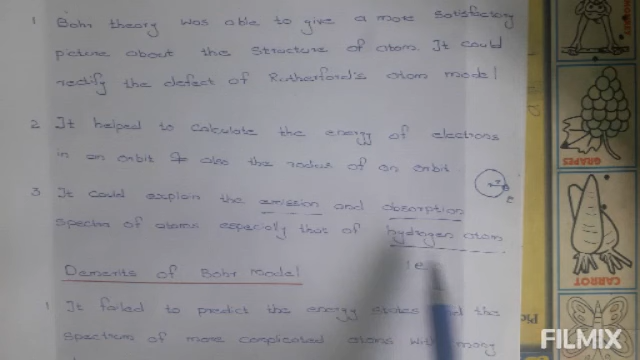 1 Bohr theory was able to give a more satisfactory
picture about the structure of atom. It could
rectify the defect of Rutherford's atom model
2 It helped to calculate the energy of electrons
in an orbit & also the radius of an orbit
3 It could explain the emission and absorption
spectra of atoms especially that of hydrogen atom
1e
Demerits of Bohr Model
1 It failed to predict the energy states and the
spectrum of more complicated atoms with many
GRAPES
CARROT
FILMIX